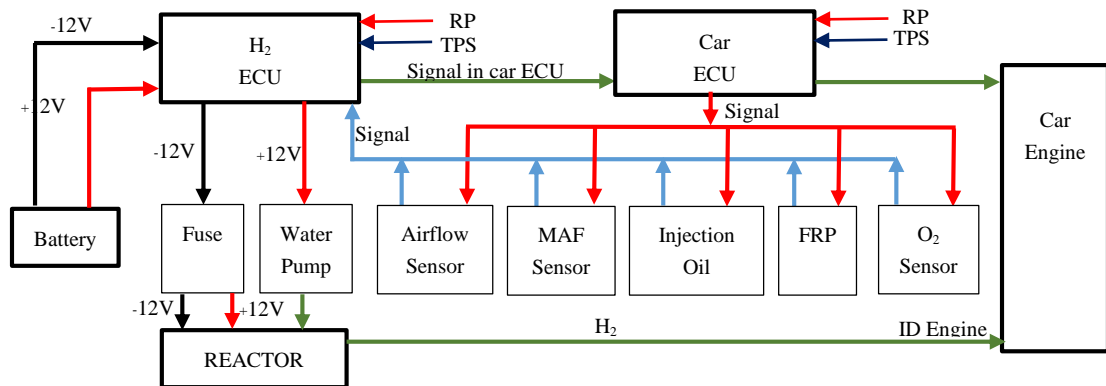 -12V
+12V
H2
ECU
RP
TPS
Signal in car ECU
Car
ECU
RP
TPS
Signal
Signal
-12V
+12V
Car
Engine
Battery
Fuse
Water
Pump
Airflow
Sensor
MAF
Sensor
Injection
Oil
FRP
O2
Sensor
-12V
+12V
H2
ID Engine
REACTOR